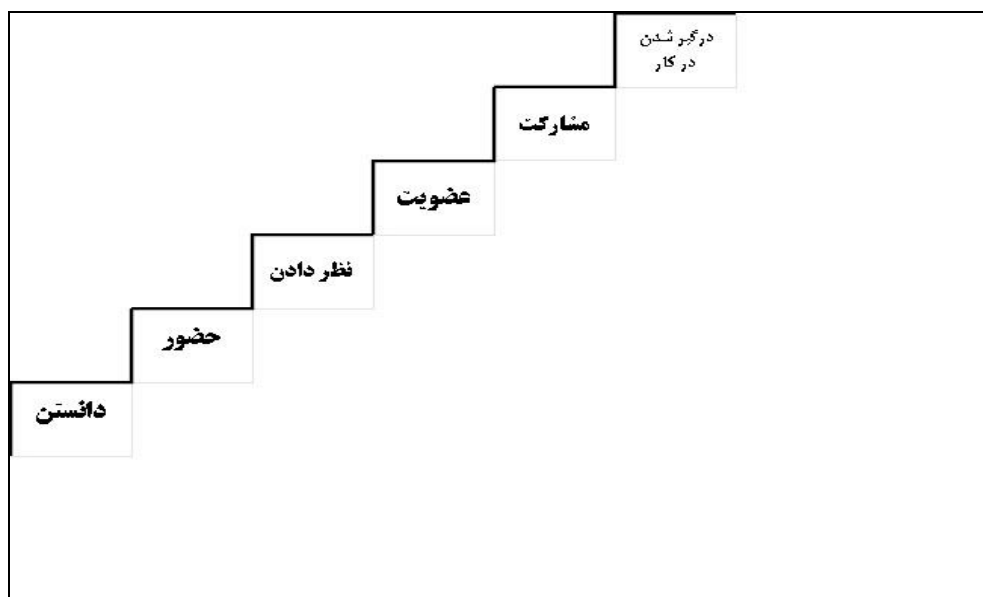 درگیر شدن
در کار
مشارکت
عضویت
نظر دادن
حضور
دانستن